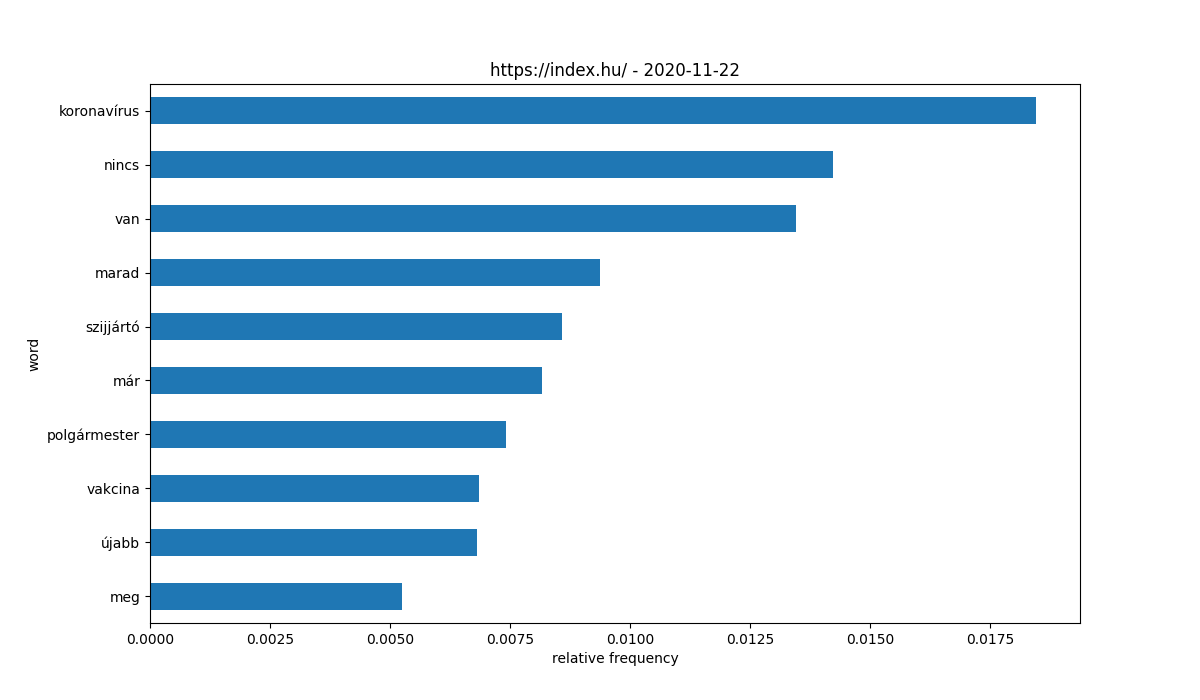 https://index.hu/ - 2020-11-22
koronavírus
nincs
van
marad
szijjártó
már
polgármester
vakcina
újabb
meg
word
0.0000 0.0025 0.0050 0.0075 0.0100 0.0125 0.0150 0.0175
relative frequency